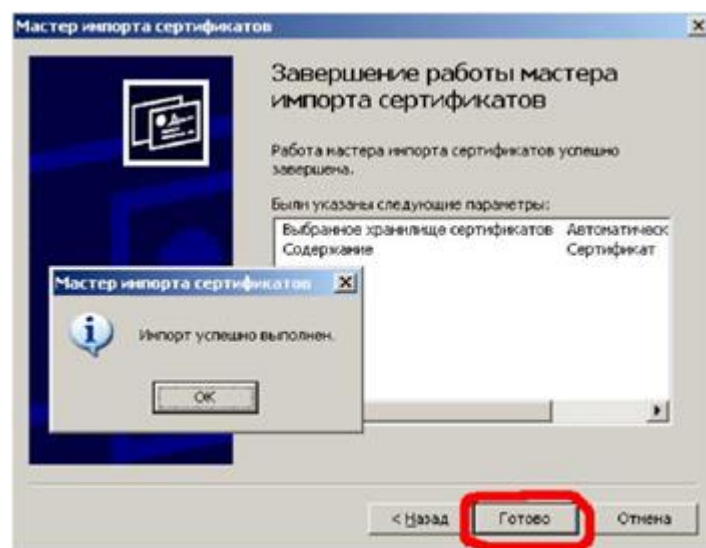 Мастер импорта сертификатов
Завершение работы мастера
импорта сертификатов
Работа мастера импорта сертификатов успешно
завершена.
Были указаны следующие параметры:
Выбранное хранилище сертификатов Автоматическ
Содержание Сертификат
Мастер импорта сертификатов
Импорт успешно выполнен.
OK
< Назад Готово Отмена